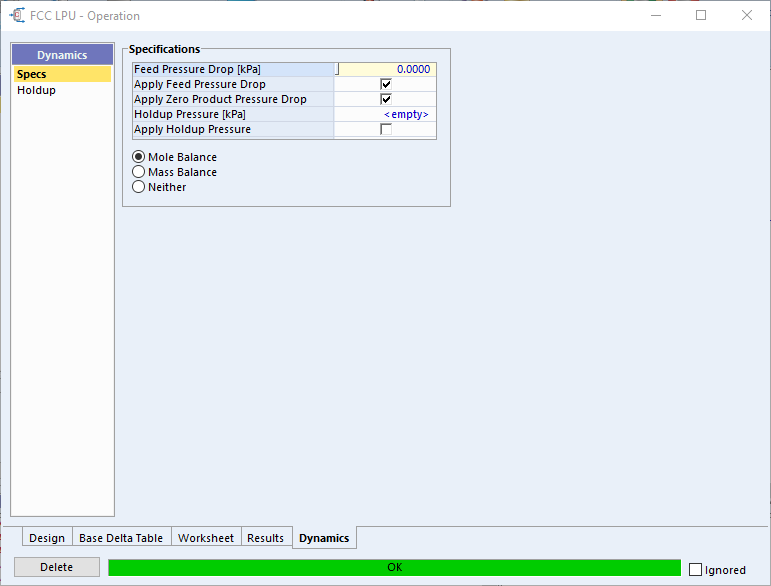 FCC LPU - Operation
Dynamics
Specs
Holdup
Specifications
Feed Pressure Drop [kPa] 0.0000
Apply Feed Pressure Drop
Apply Zero Product Pressure Drop
Holdup Pressure [kPa] <empty>
Apply Holdup Pressure
Mole Balance
Mass Balance
Neither
Design Base Delta Table Worksheet Results Dynamics
Delete OK Ignored